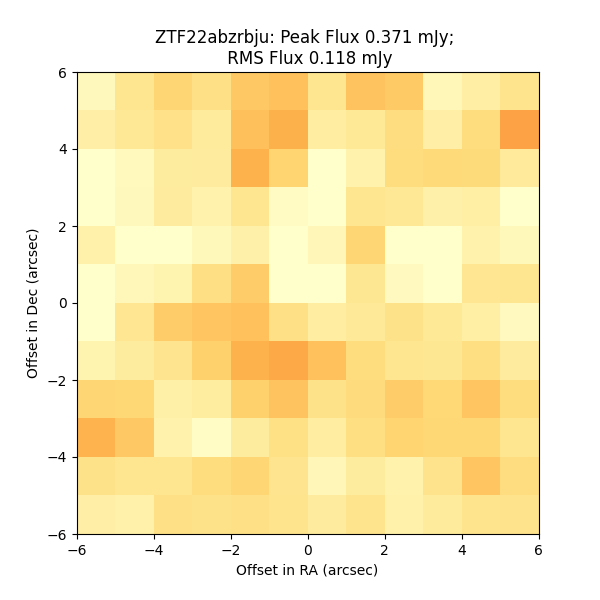 ZTF22abzrbju: Peak Flux 0.371 mJy;
RMS Flux 0.118 mJy
6
4
2
0
−2
−4
−6
Offset in Dec (arcsec)
−6 −4 −2 0 2 4 6
Offset in RA (arcsec)